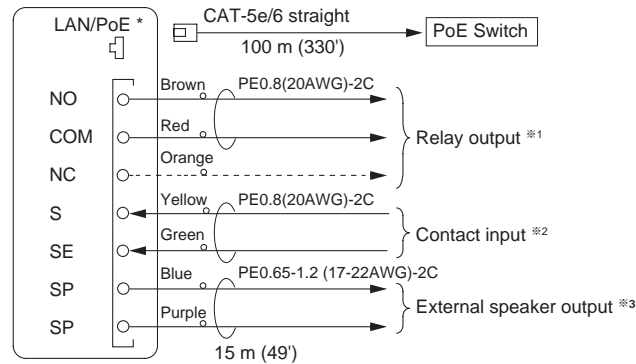 LAN/PoE *
CAT-5e/6 straight
100 m (330')
PoE Switch
NO
Brown
PE0.8(20AWG)-2C
COM
Red
Relay output ※1
NC
Orange
S
Yellow
PE0.8(20AWG)-2C
Contact input ※2
SE
Green
SP
Blue
PE0.65-1.2 (17-22AWG)-2C
External speaker output ※3
SP
Purple
15 m (49')